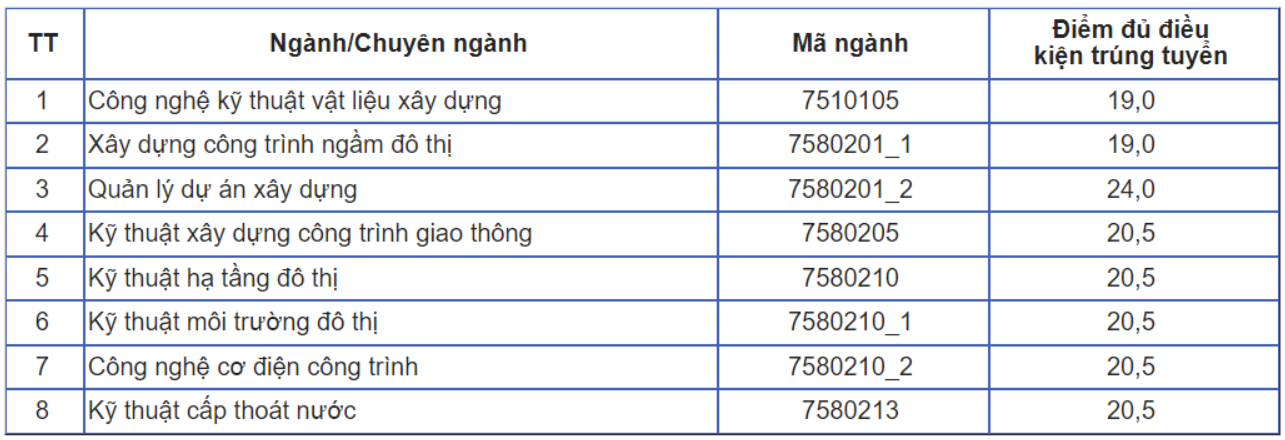 TT Ngành/Chuyên ngành Mã ngành Điểm đủ điều kiện trúng tuyển
1 Công nghệ kỹ thuật vật liệu xây dựng 7510105 19,0
2 Xây dựng công trình ngầm đô thị 7580201_1 19,0
3 Quản lý dự án xây dựng 7580201_2 24,0
4 Kỹ thuật xây dựng công trình giao thông 7580205 20,5
5 Kỹ thuật hạ tầng đô thị 7580210 20,5
6 Kỹ thuật môi trường đô thị 7580210_1 20,5
7 Công nghệ cơ điện công trình 7580210_2 20,5
8 Kỹ thuật cấp thoát nước 7580213 20,5